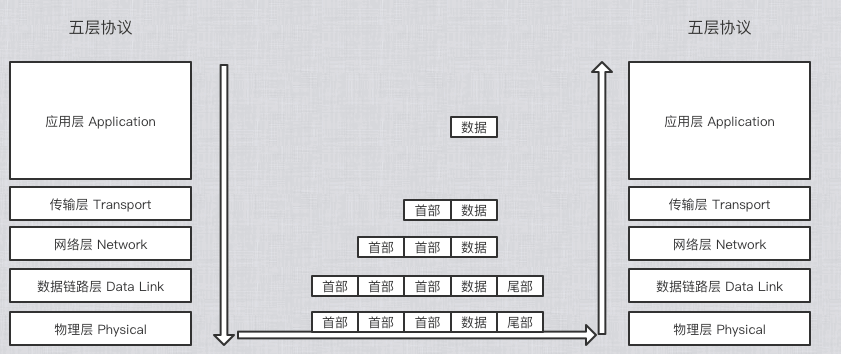 五层协议 五层协议
应用层 Application 数据 应用层 Application
传输层 Transport 首部 数据 传输层 Transport
网络层 Network 首部 首部 数据 网络层 Network
数据链路层 Data Link 首部 首部 首部 数据 尾部 数据链路层 Data Link
物理层 Physical 首部 首部 首部 数据 尾部 物理层 Physical